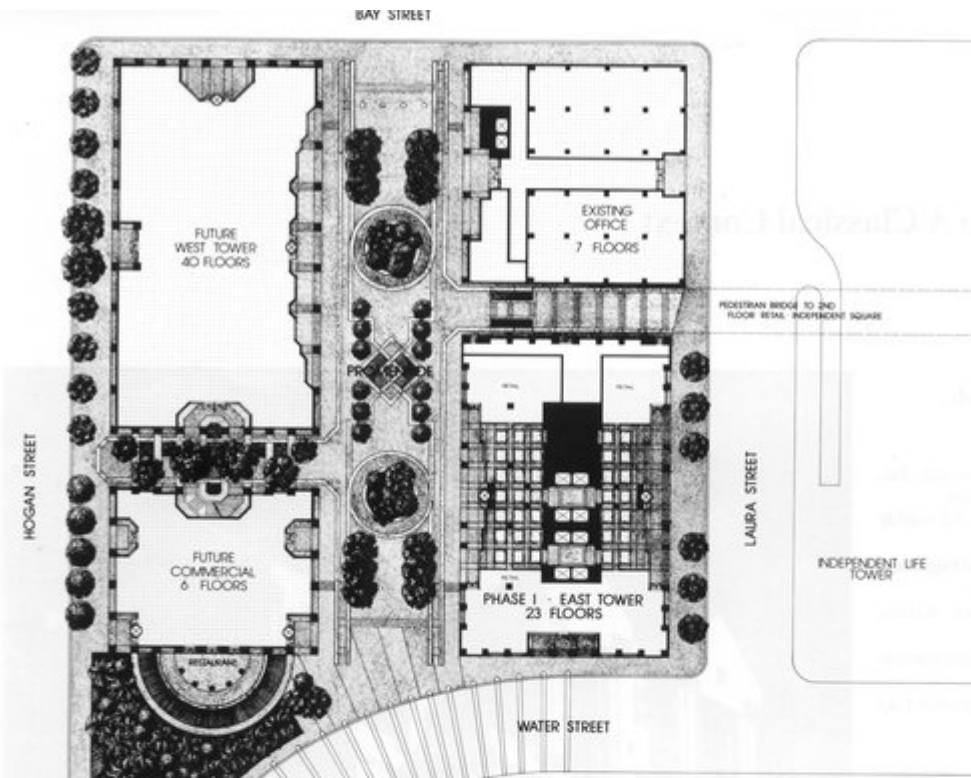 BAY STREET
FUTURE
WEST TOWER
40 FLOORS
EXISTING
OFFICE
7 FLOORS
A Classical Context
PEDESTRIAN BRIDGE TO 2ND
FLOOR RETAIL INDEPENDENT SQUARE
PROMENADE
RETAIL
RETAIL
HOGAN STREET
LAURA STREET
FUTURE
COMMERCIAL
6 FLOORS
INDEPENDENT LIFE
TOWER
RETAIL
PHASE I - EAST TOWER
23 FLOORS
RESTAURANT
WATER STREET